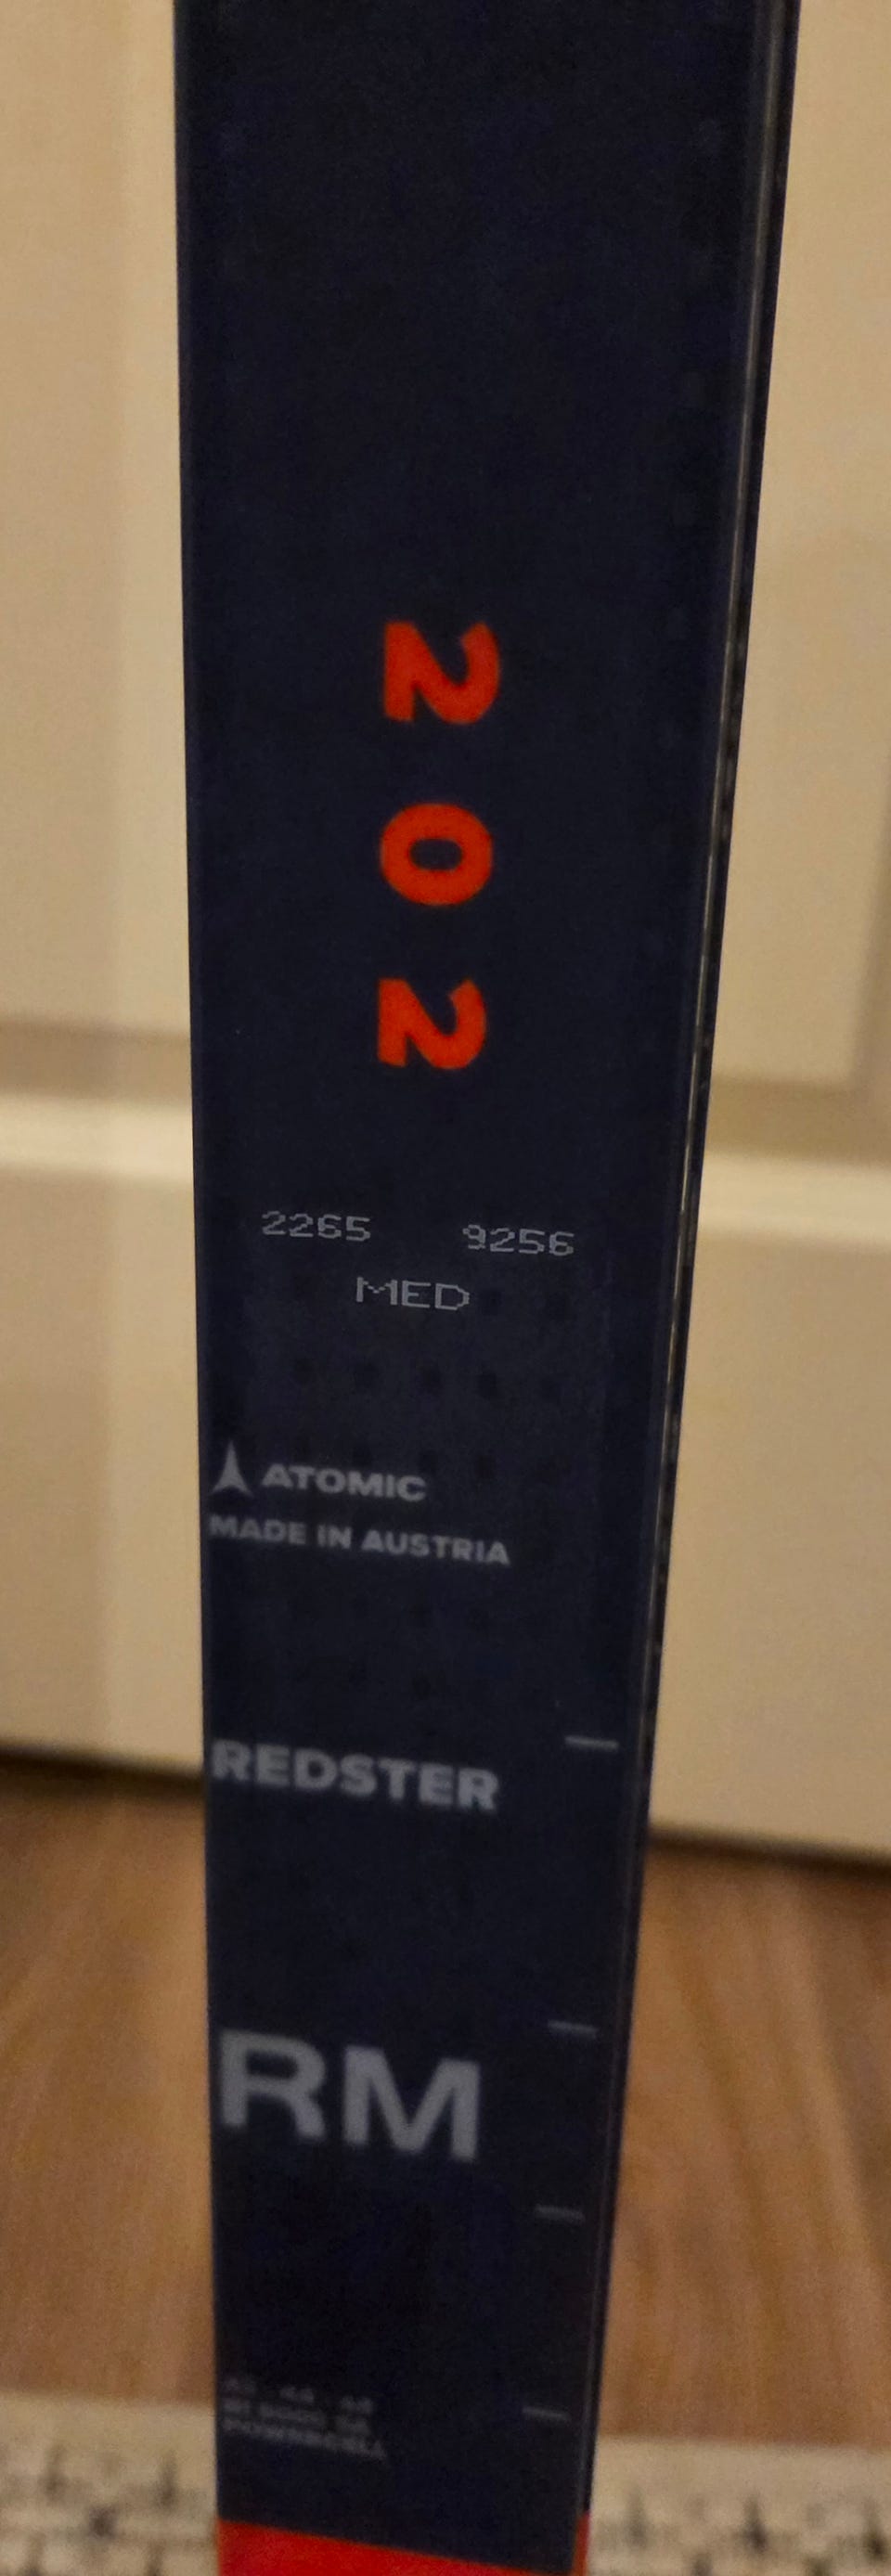 202
2265 9256
MED
ATOMIC
MADE IN AUSTRIA
REDSTER
RM